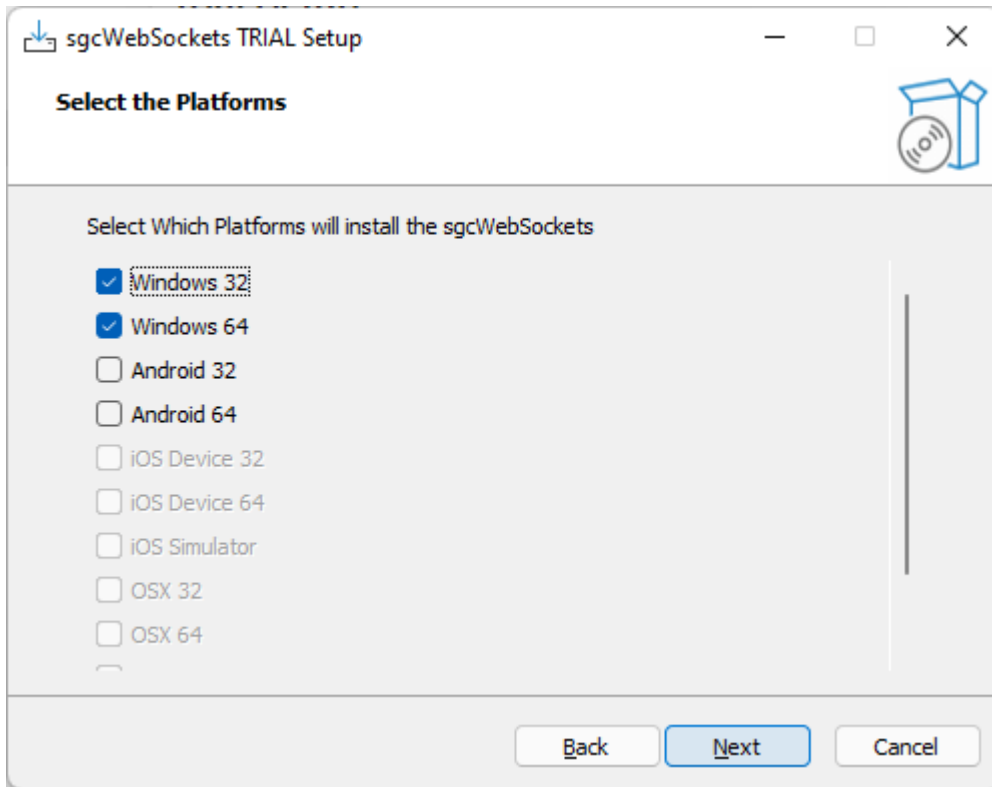 sgcWebSockets TRIAL Setup
Select the Platforms
Select Which Platforms will install the sgcWebSockets
Windows 32
Windows 64
Android 32
Android 64
iOS Device 32
iOS Device 64
iOS Simulator
OSX 32
OSX 64
Back Next Cancel